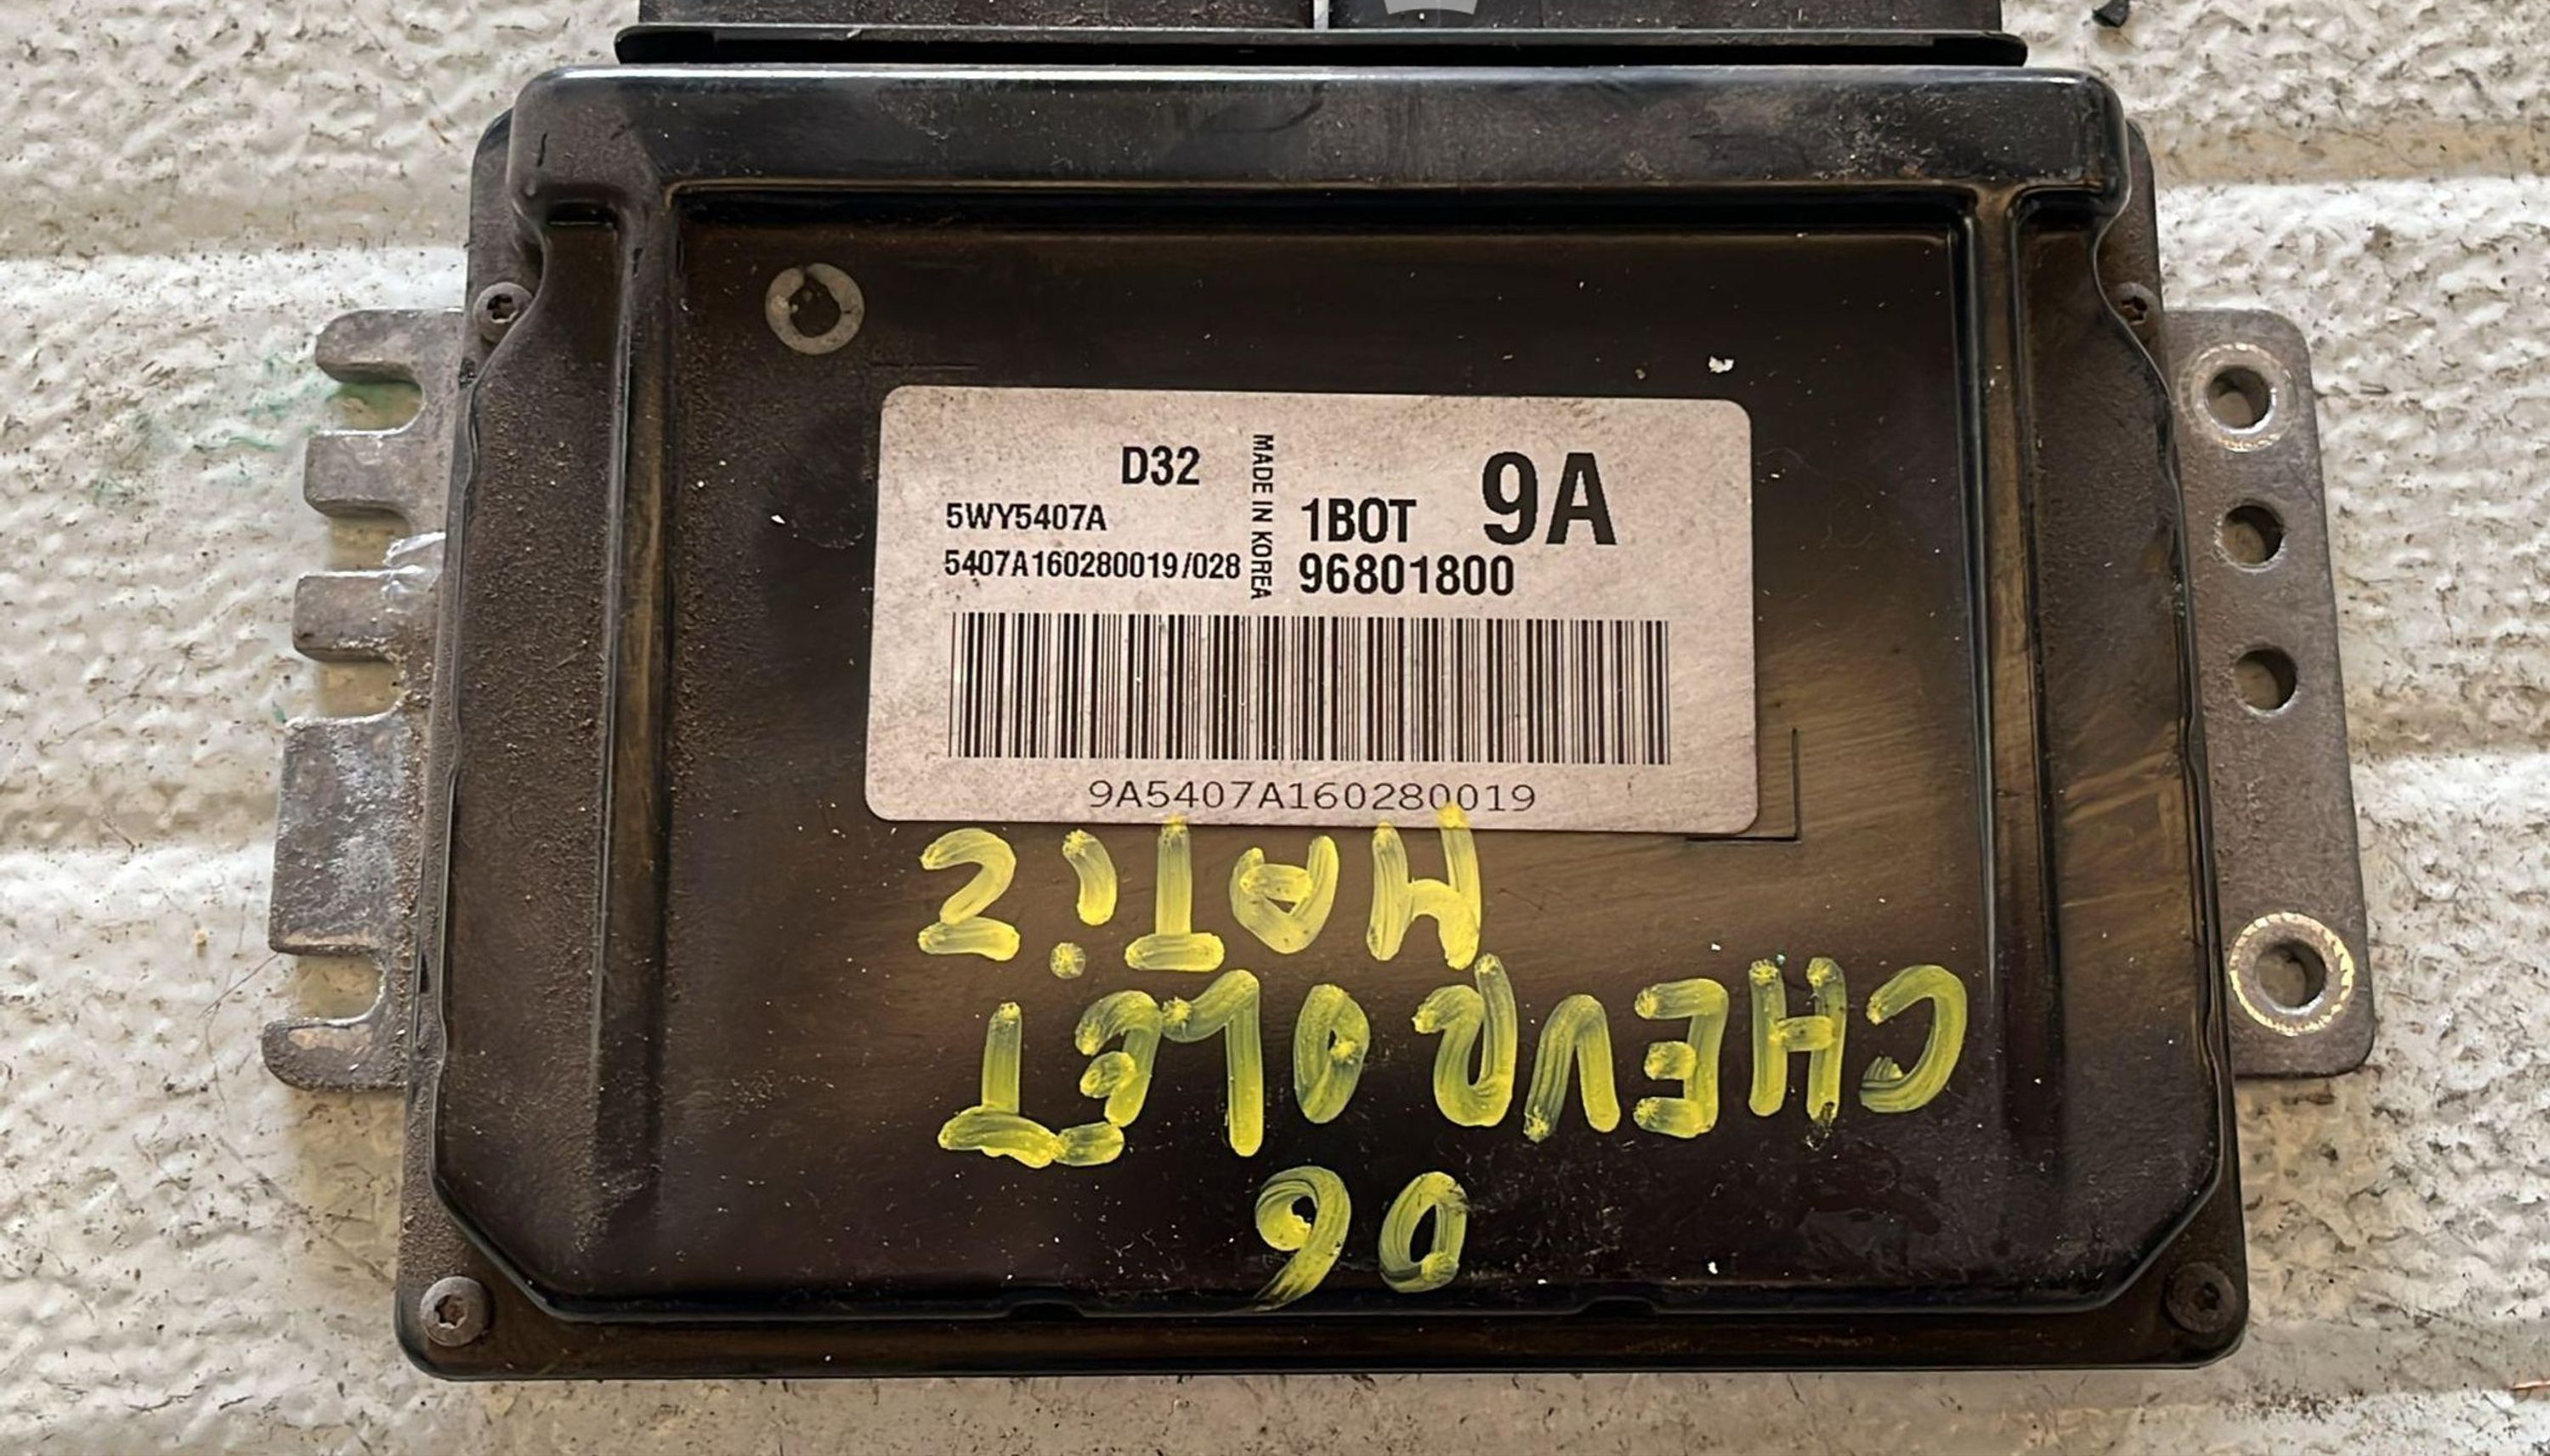 D32
5WY5407A
5407A160280019/028
MADE IN KOREA
1BOT 9A
96801800
9A5407A160280019
06
CHEVROLET
MATiZ